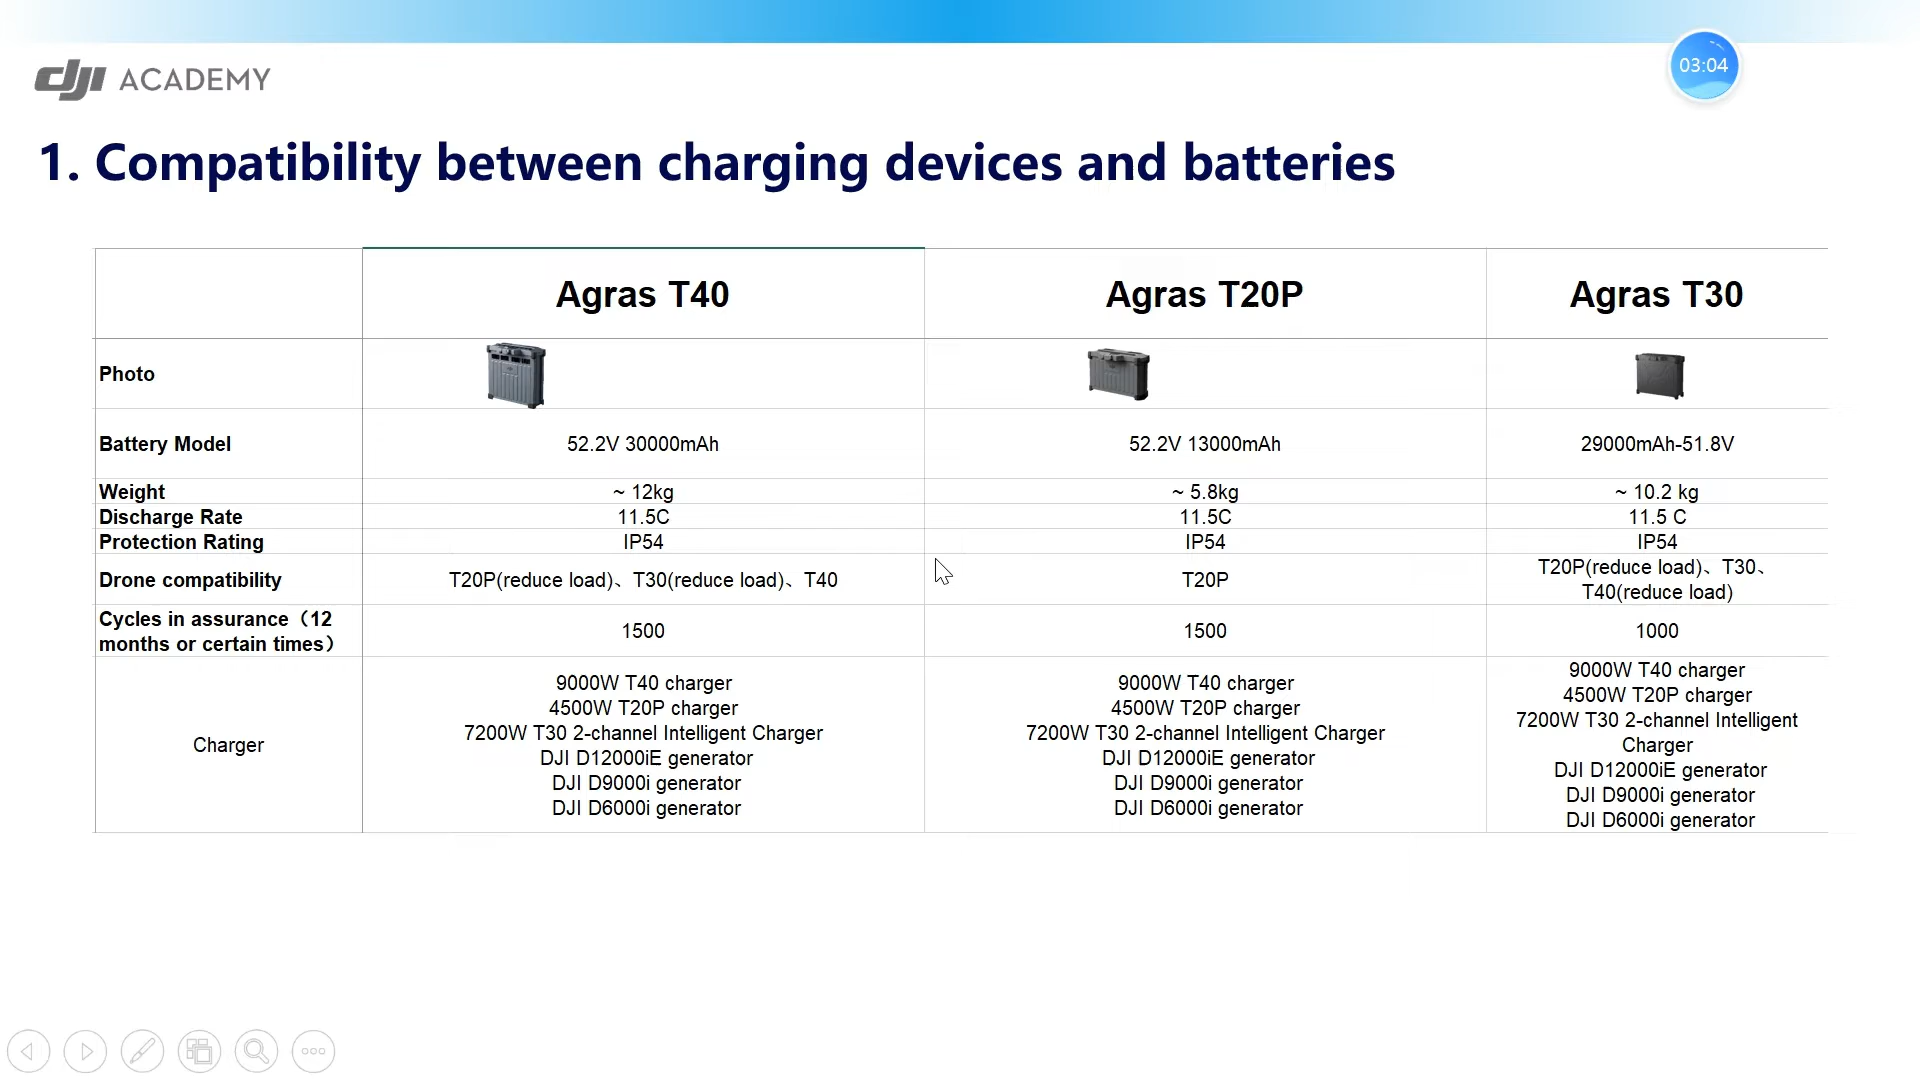 dji ACADEMY
03:04
1. Compatibility between charging devices and batteries
Agras T40
Agras T20P
Agras T30
Photo
Battery Model
52.2V 30000mAh
52.2V 13000mAh
29000mAh-51.8V
Weight
~ 12kg
~ 5.8kg
~ 10.2 kg
Discharge Rate
11.5C
11.5C
11.5 C
Protection Rating
IP54
IP54
IP54
Drone compatibility
T20P(reduce load)、T30(reduce load)、T40
T20P
T20P(reduce load)、T30、
T40(reduce load)
Cycles in assurance（12
months or certain times）
1500
1500
1000
Charger
9000W T40 charger
4500W T20P charger
7200W T30 2-channel Intelligent Charger
DJI D12000iE generator
DJI D9000i generator
DJI D6000i generator
9000W T40 charger
4500W T20P charger
7200W T30 2-channel Intelligent Charger
DJI D12000iE generator
DJI D9000i generator
DJI D6000i generator
9000W T40 charger
4500W T20P charger
7200W T30 2-channel Intelligent
Charger
DJI D12000iE generator
DJI D9000i generator
DJI D6000i generator